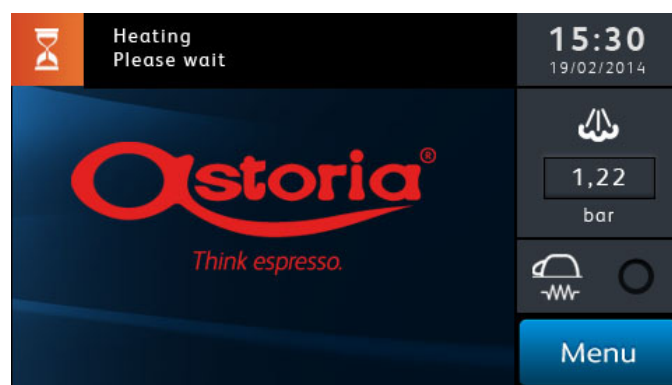 Heating
Please wait
15:30
19/02/2014
astoria®
Think espresso.
1,22
bar
Menu